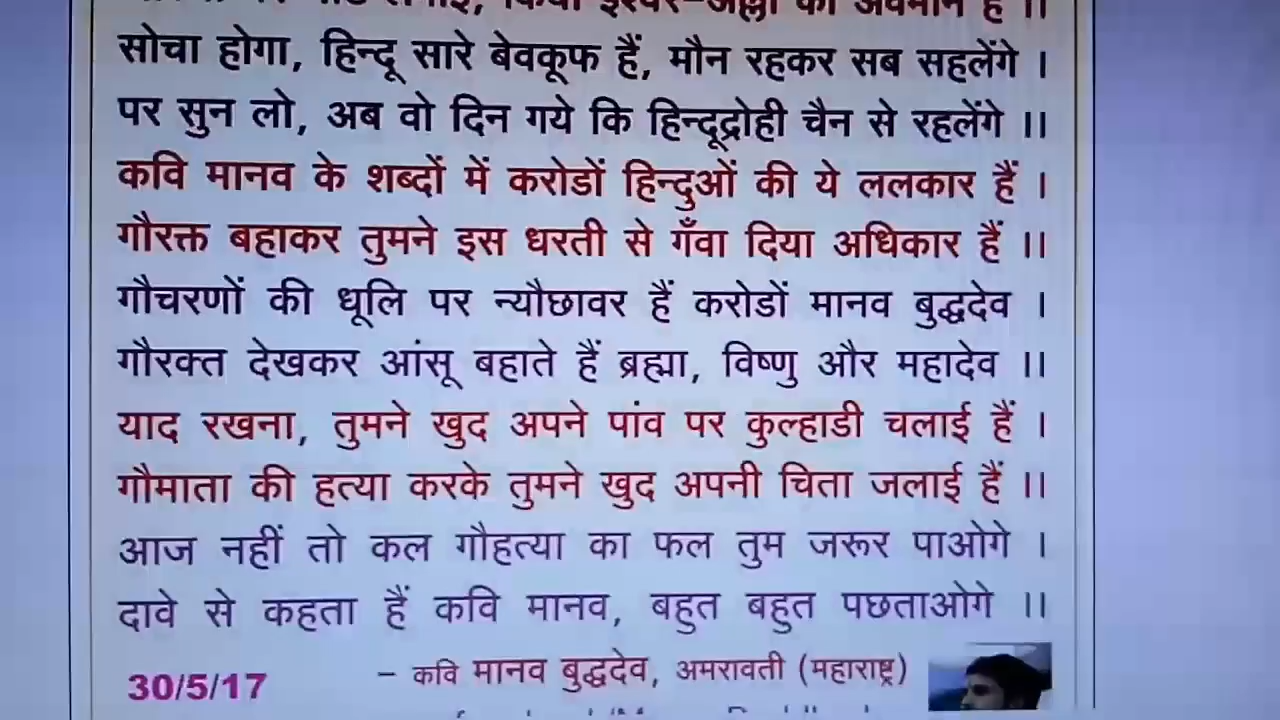 सोचा होगा, हिन्दू सारे बेवकूफ हैं, मौन रहकर सब सहलेंगे ।
पर सुन लो, अब वो दिन गये कि हिन्दूद्रोही चैन से रहलेंगे ।।
कवि मानव के शब्दों में करोडों हिन्दुओं की ये ललकार हैं ।
गौरक्त बहाकर तुमने इस धरती से गँवा दिया अधिकार हैं ।।
गौचरणों की धूलि पर न्यौछावर हैं करोडों मानव बुद्धदेव ।
गौरक्त देखकर आंसू बहाते हैं ब्रह्मा, विष्णु और महादेव ।।
याद रखना, तुमने खुद अपने पांव पर कुल्हाडी चलाई हैं ।
गौमाता की हत्या करके तुमने खुद अपनी चिता जलाई हैं ।।
आज नहीं तो कल गौहत्या का फल तुम जरूर पाओगे ।
दावे से कहता हैं कवि मानव, बहुत बहुत पछताओगे ।।
30/5/17 – कवि मानव बुद्धदेव, अमरावती (महाराष्ट्र)